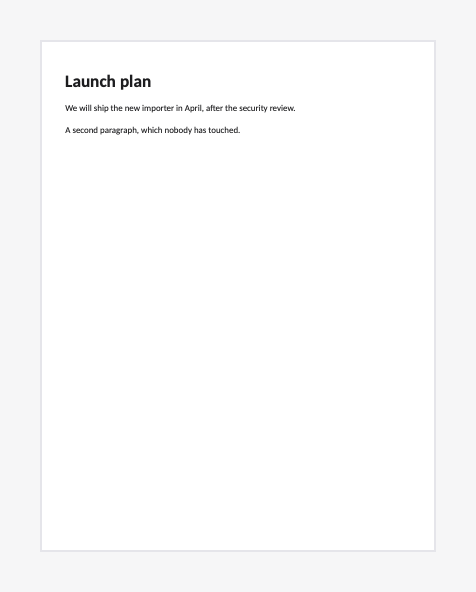 Launch plan
We will ship the new importer in April, after the security review.
A second paragraph, which nobody has touched.